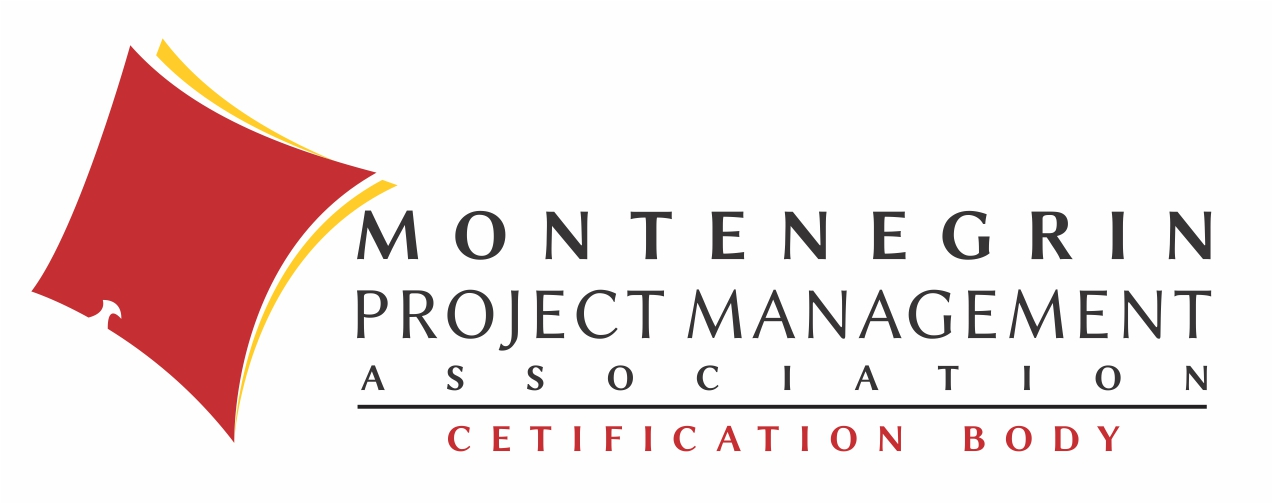 MONTENEGRIN
PROJECT MANAGEMENT
ASSOCIATION
CETIFICATION BODY